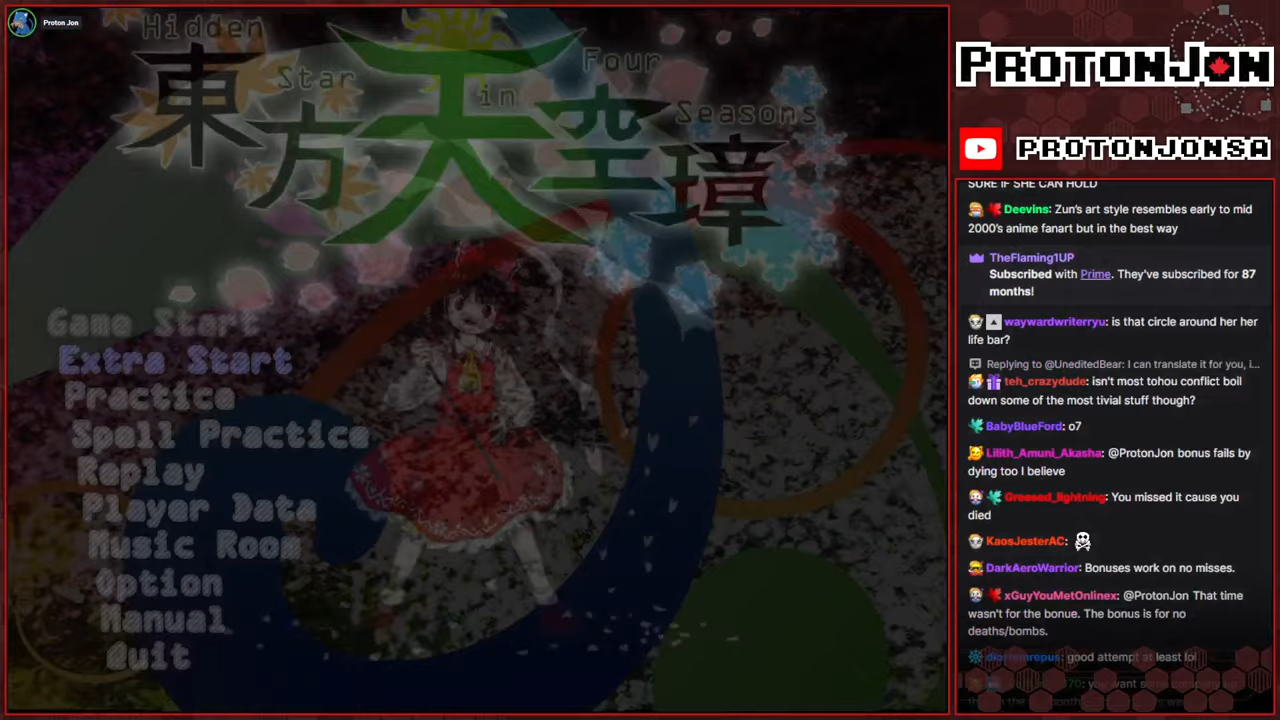 Proton Jon
Hidden
Star
in
Four
Seasons
東方天空璋
Game Start
Extra Start
Practice
Spell Practice
Replay
Player Data
Music Room
Option
Manual
Quit
PROTONJON
PROTONJONSA
SURE IF SHE CAN HOLD
Deevins: Zun's art style resembles early to mid
2000's anime fanart but in the best way
TheFlaming1UP
Subscribed with Prime. They've subscribed for 87
months!
waywardwriterryu: is that circle around her her
life bar?
Replying to @UneditedBear: I can translate it for you, i...
teh_crazydude: isn't most tohou conflict boil
down some of the most tivial stuff though?
BabyBlueFord: o7
Lilith_Amuni_Akasha: @ProtonJon bonus fails by
dying too I believe
Greased_lightning: You missed it cause you
died
KaosJesterAC:
DarkAeroWarrior: Bonuses work on no misses.
xGuyYouMetOnlinex: @ProtonJon That time
wasn't for the bonue. The bonus is for no
deaths/bombs.
good attempt at least lol
you want some